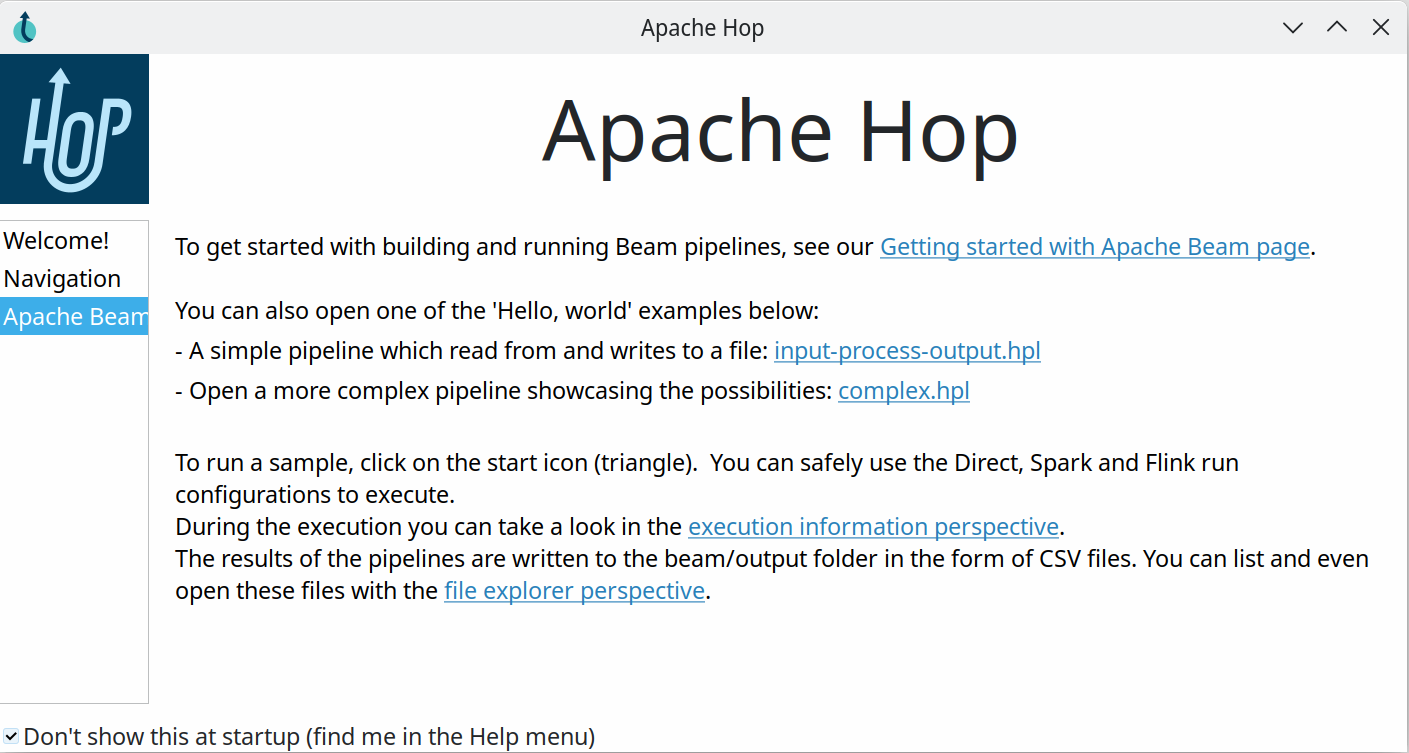 Apache Hop
HOP
Apache Hop
Welcome!
Navigation
Apache Beam
To get started with building and running Beam pipelines, see our Getting started with Apache Beam page.
You can also open one of the 'Hello, world' examples below:
- A simple pipeline which read from and writes to a file: input-process-output.hpl
- Open a more complex pipeline showcasing the possibilities: complex.hpl
To run a sample, click on the start icon (triangle).  You can safely use the Direct, Spark and Flink run
configurations to execute.
During the execution you can take a look in the execution information perspective.
The results of the pipelines are written to the beam/output folder in the form of CSV files. You can list and even
open these files with the file explorer perspective.
Don't show this at startup (find me in the Help menu)